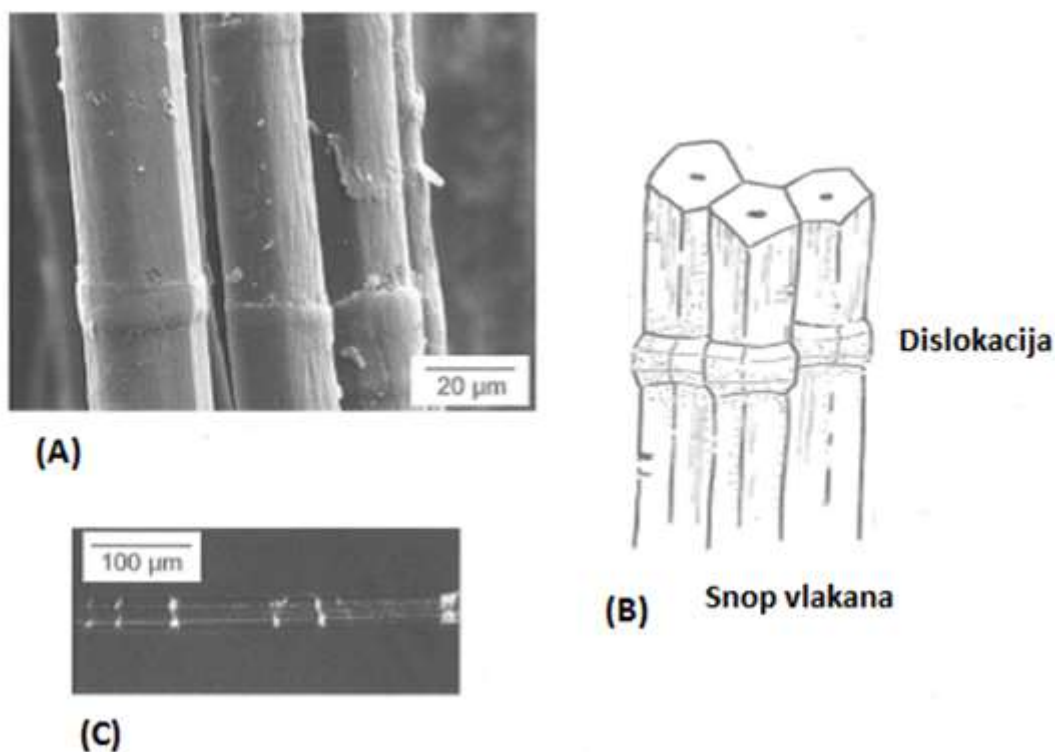 20 µm
(A)
Dislokacija
100 µm
(B)
Snop vlakana
(C)